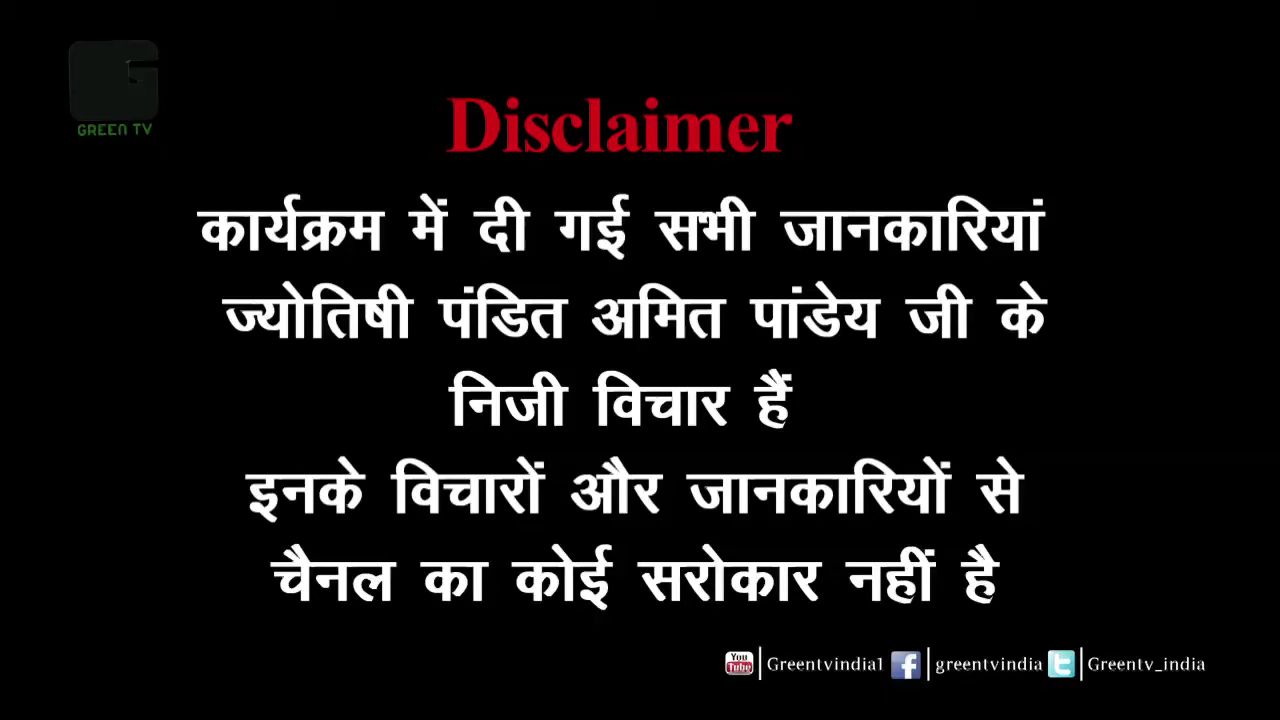 GREEN TV
Disclaimer
कार्यक्रम में दी गई सभी जानकारियां
ज्योतिषी पंडित अमित पांडेय जी के
निजी विचार हैं
इनके विचारों और जानकारियों से
चैनल का कोई सरोकार नहीं है
You Tube Greentvindia1 f greentvindia t Greentv_india